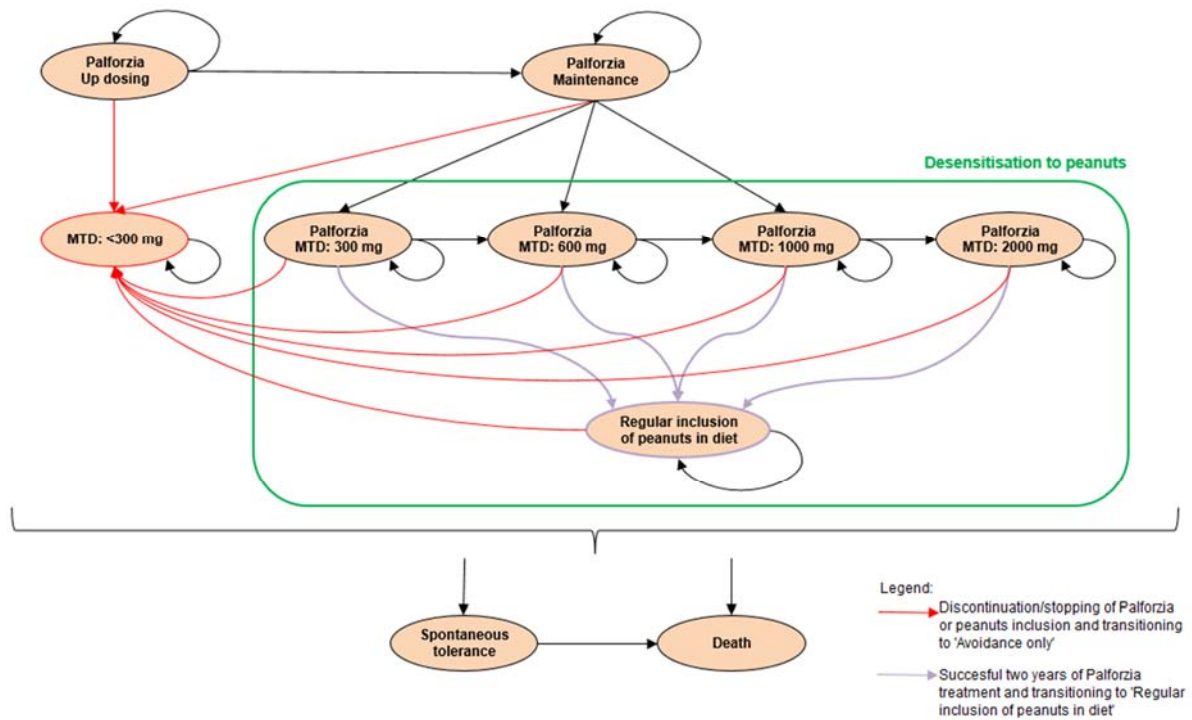 Palforzia
Up dosing
Palforzia
Maintenance
Desensitisation to peanuts
MTD: <300 mg
Palforzia
MTD: 300 mg
Palforzia
MTD: 600 mg
Palforzia
MTD: 1000 mg
Palforzia
MTD: 2000 mg
Regular inclusion
of peanuts in diet
Spontaneous
tolerance
Death
Legend:
Discontinuation/stopping of Palforzia
or peanuts inclusion and transitioning
to 'Avoidance only'
Succesful two years of Palforzia
treatment and transitioning to 'Regular
inclusion of peanuts in diet'